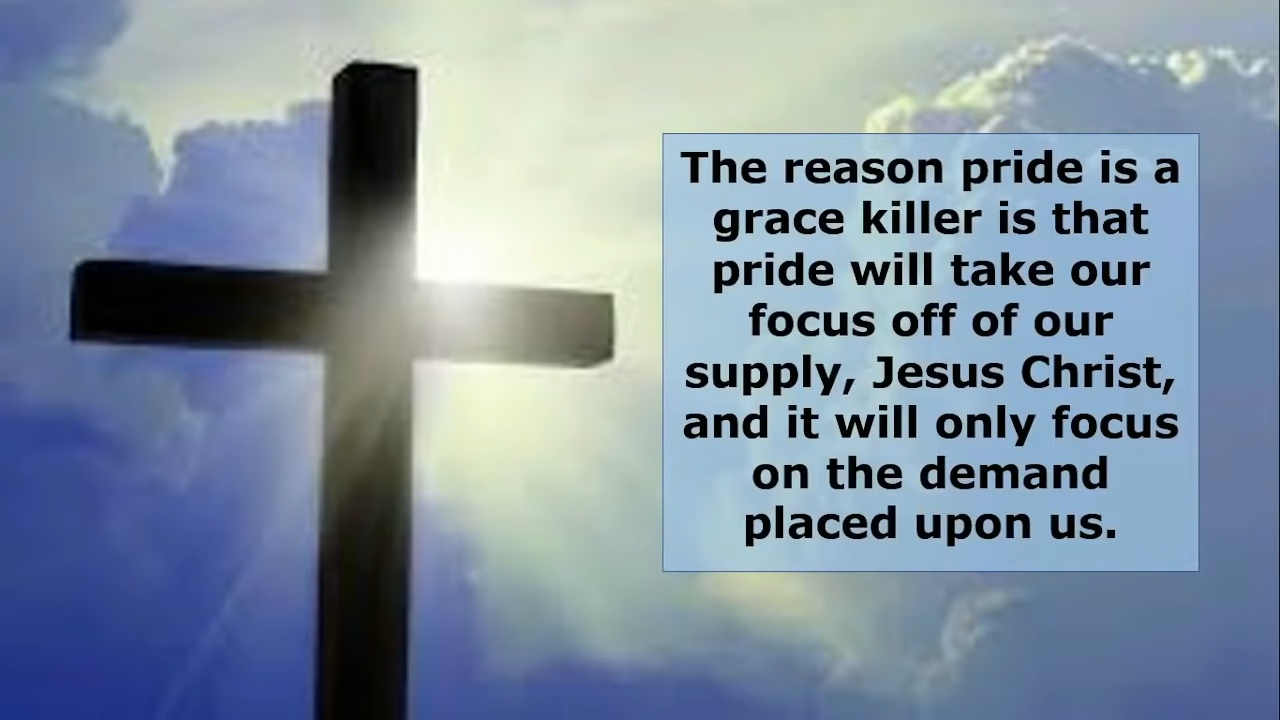 The reason pride is a
grace killer is that
pride will take our
focus off of our
supply, Jesus Christ,
and it will only focus
on the demand
placed upon us.